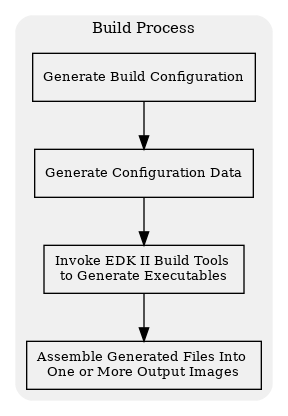 Build Process
Generate Build Configuration
Generate Configuration Data
Invoke EDK II Build Tools
to Generate Executables
Assemble Generated Files Into
One or More Output Images